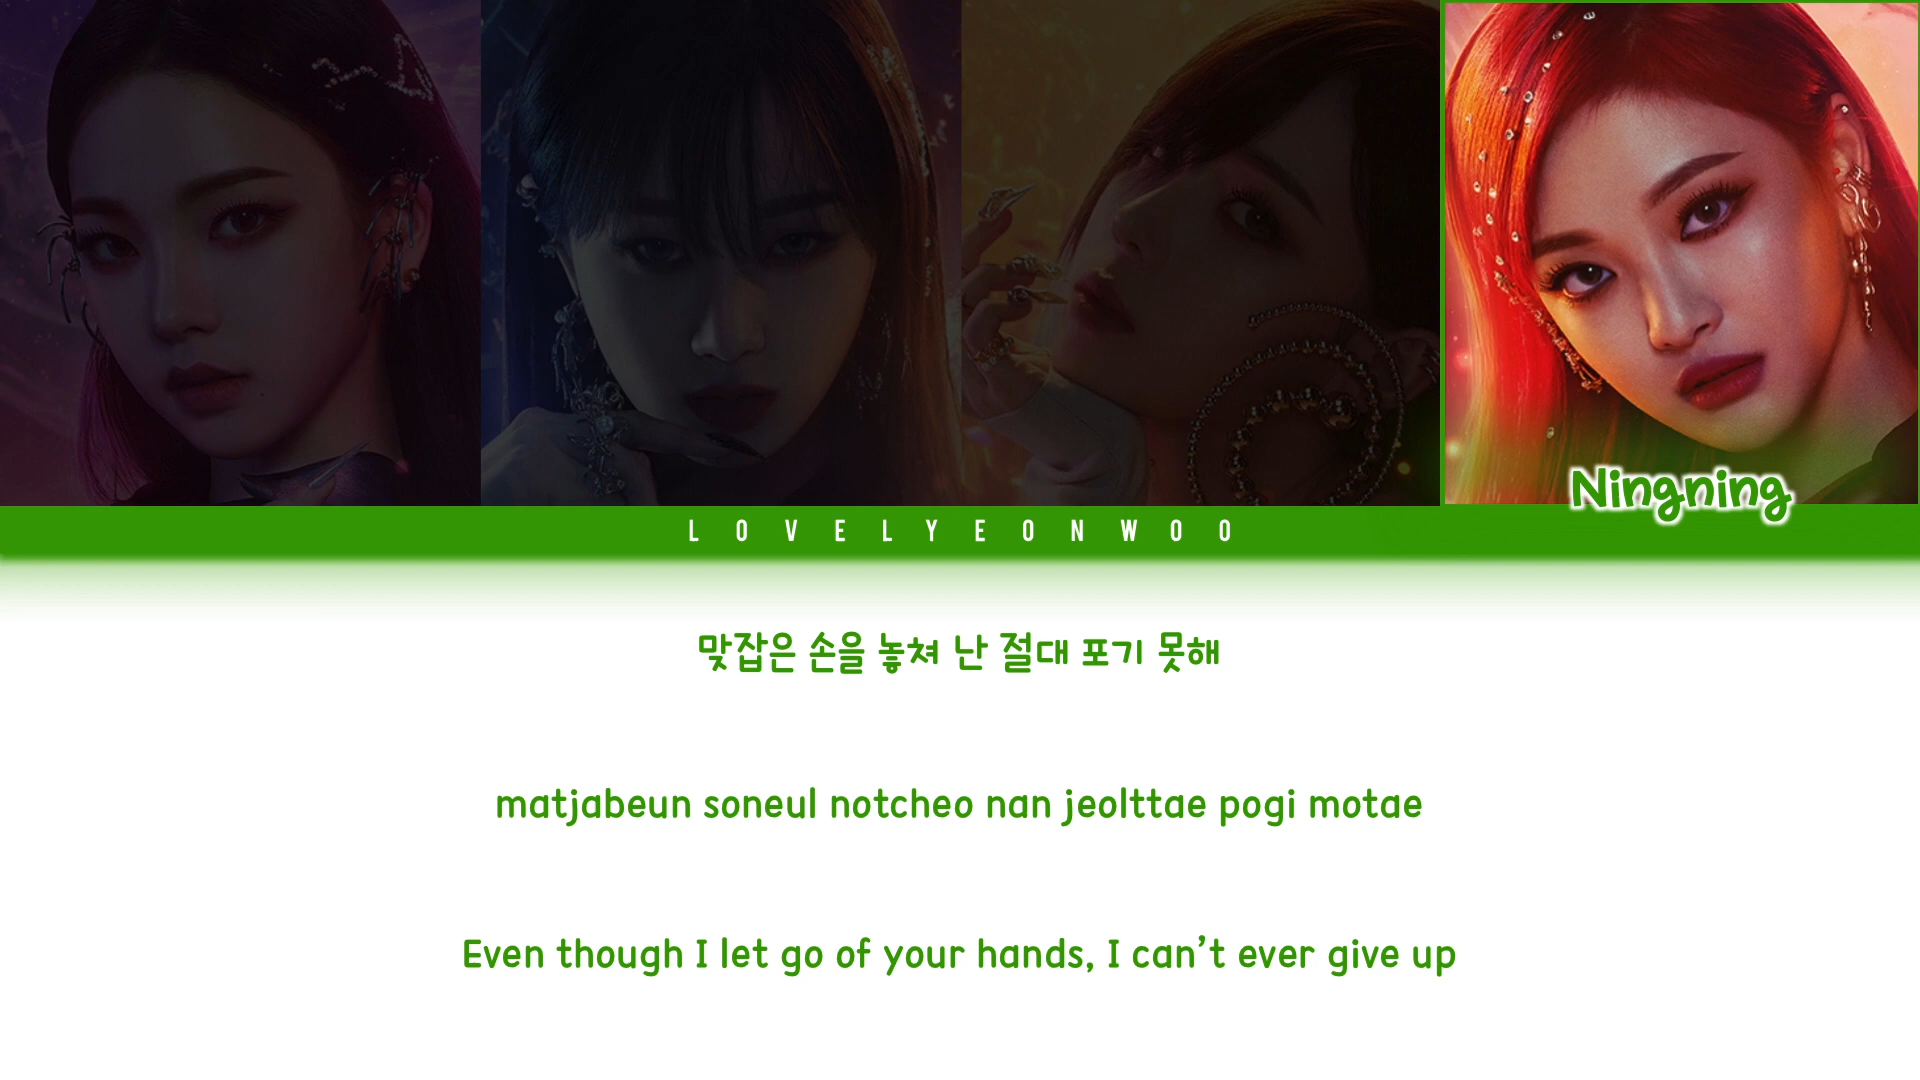 Ningning
LOVELYEONWOO
맞잡은 손을 놓쳐 난 절대 포기 못해
matjabeun soneul notcheo nan jeolttae pogi motae
Even though I let go of your hands, I can’t ever give up